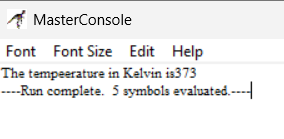 MasterConsole
Font Font Size Edit Help
The tempeerature in Kelvin is373
----Run complete.  5 symbols evaluated.----